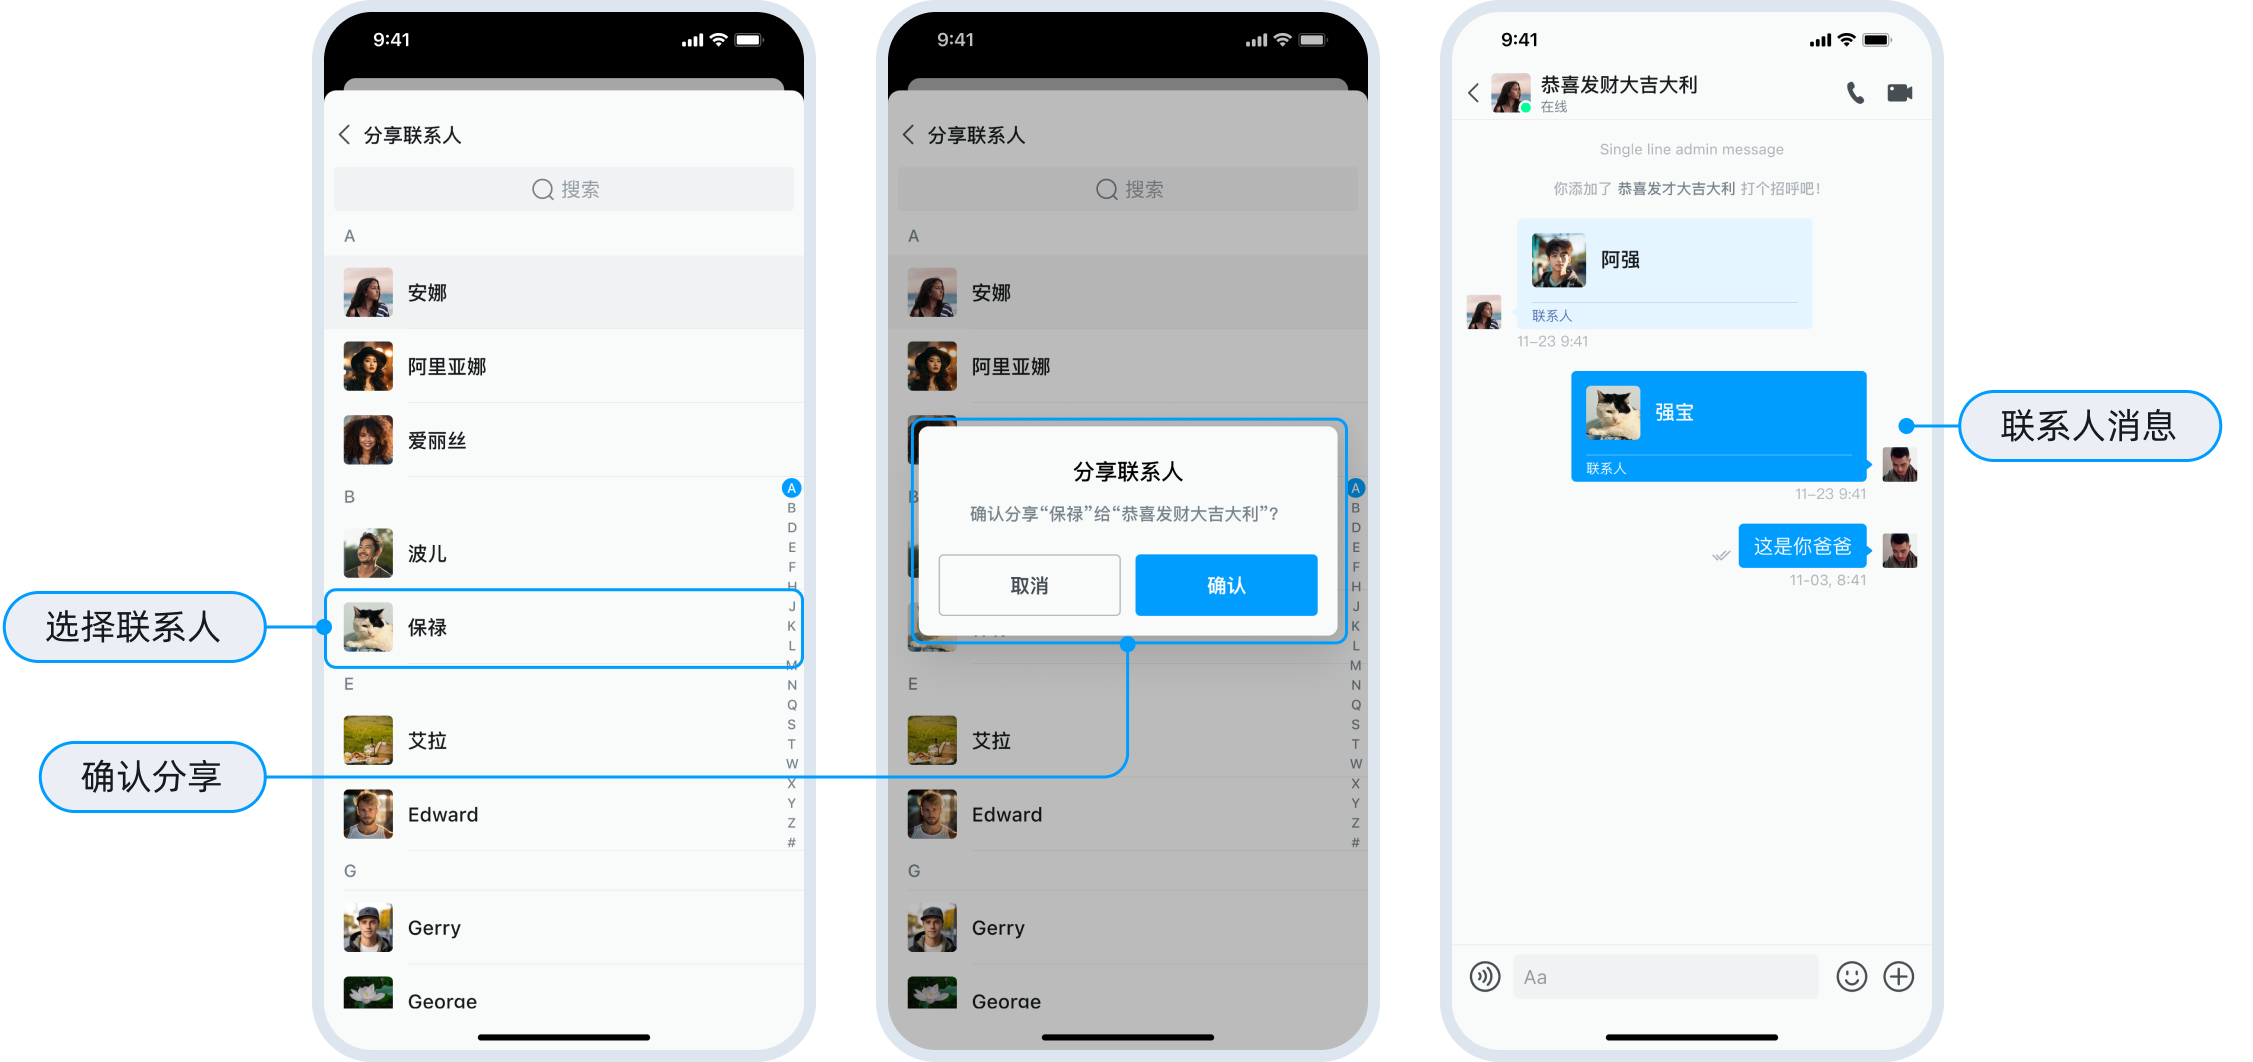 9:41
分享联系人
搜索
A
安娜
阿里亚娜
爱丽丝
B
波儿
保禄
E
艾拉
Edward
G
Gerry
George
A
B
D
E
F
H
J
K
L
M
N
Q
S
T
W
X
Y
Z
#
选择联系人
确认分享
9:41
分享联系人
搜索
A
安娜
阿里亚娜
B
分享联系人
确认分享“保禄”给“恭喜发财大吉大利”？
取消
确认
E
艾拉
Edward
G
Gerry
George
A
B
D
E
F
H
J
K
L
M
N
Q
S
T
W
X
Y
Z
#
9:41
恭喜发财大吉大利
在线
Single line admin message
你添加了 恭喜发才大吉大利 打个招呼吧！
阿强
联系人
11–23 9:41
强宝
联系人
11–23 9:41
这是你爸爸
11-03, 8:41
Aa
联系人消息